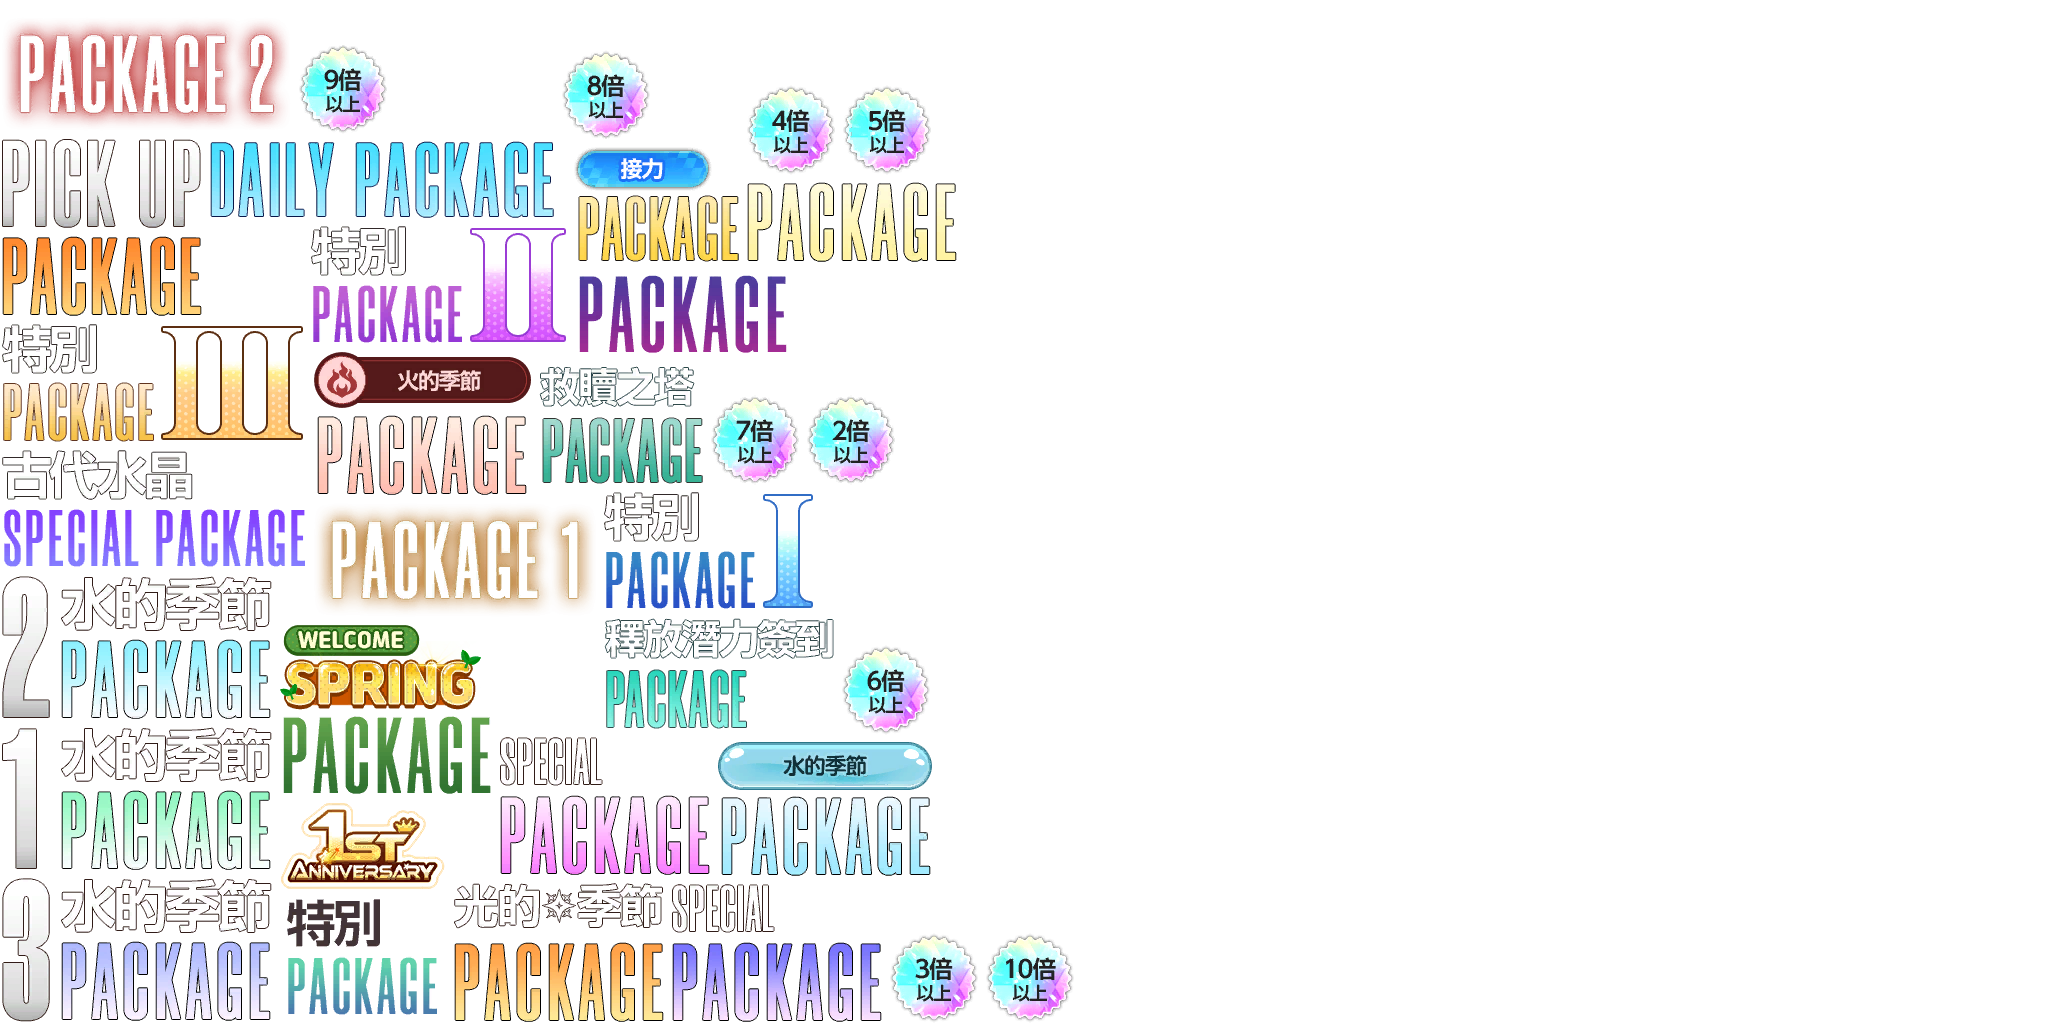 PACKAGE 2
9倍
以上
8倍
以上
4倍
以上
5倍
以上
PICK UP
PACKAGE
DAILY PACKAGE
接力
PACKAGE
PACKAGE
特別
PACKAGE II
PACKAGE
特別
PACKAGE III
火的季節
PACKAGE
救贖之塔
PACKAGE
7倍
以上
2倍
以上
古代水晶
SPECIAL PACKAGE
PACKAGE 1
特別
PACKAGE I
2 水的季節
PACKAGE
WELCOME
SPRING
PACKAGE
釋放潛力簽到
PACKAGE
6倍
以上
1 水的季節
PACKAGE
SPECIAL
PACKAGE
水的季節
PACKAGE
1ST
ANNIVERSARY
特別
PACKAGE
3 水的季節
PACKAGE
光的季節
PACKAGE
SPECIAL
PACKAGE
3倍
以上
10倍
以上